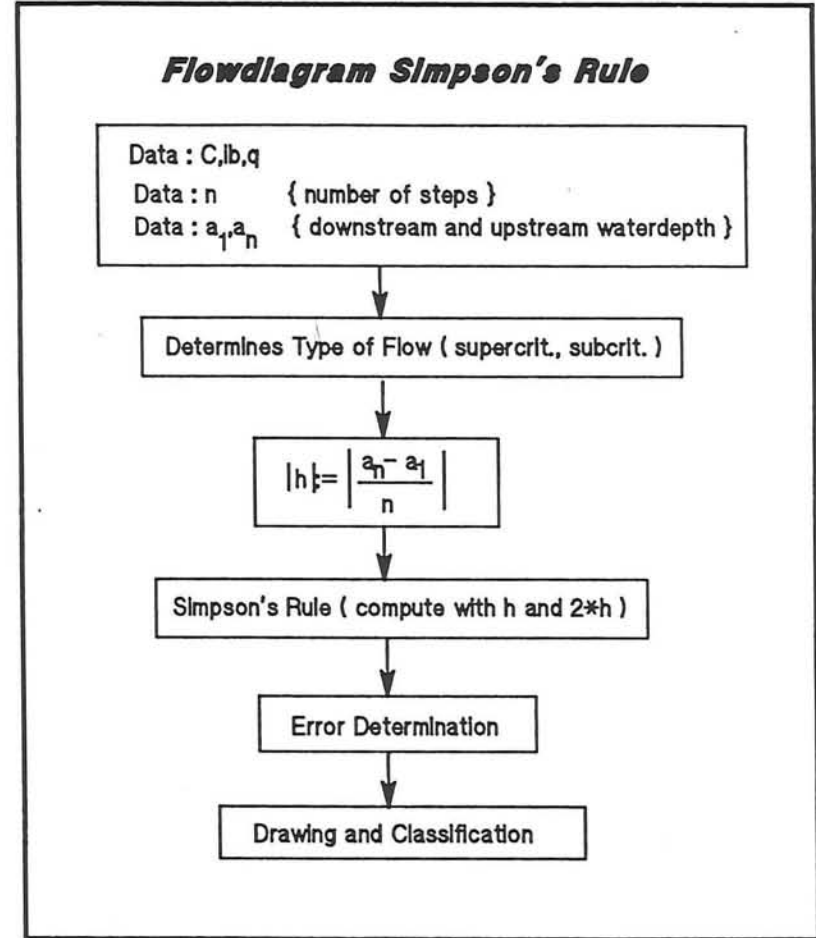 Flowdiagram Simpson's Rule
Data : C,Ib,q
Data : n { number of steps }
Data : a₁,aₙ { downstream and upstream waterdepth }
Determines Type of Flow ( supercrit., subcrit. )
|h|:= | aₙ - a₁ / n |
Simpson's Rule ( compute with h and 2*h )
Error Determination
Drawing and Classification